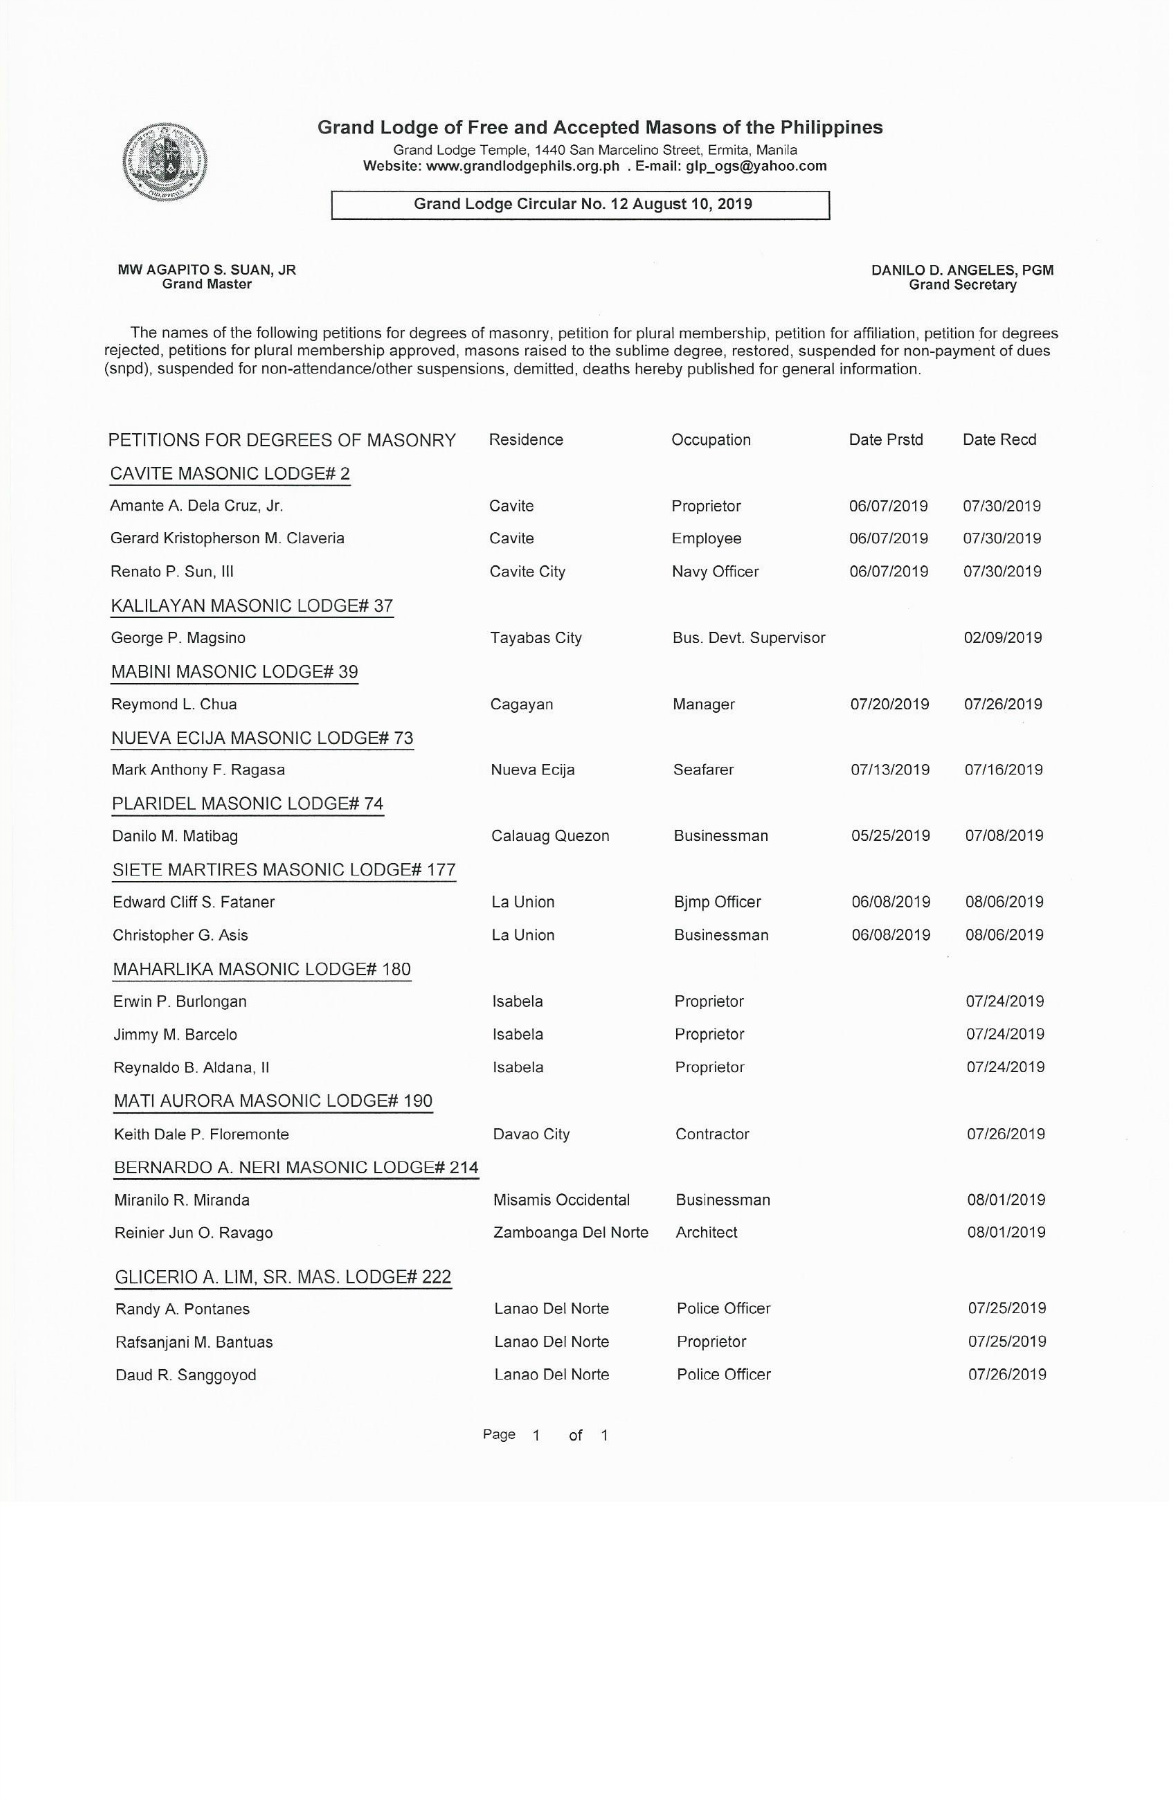 Grand Lodge of Free and Accepted Masons of the Philippines
Grand Lodge Temple, 1440 San Marcelino Street, Ermita, Manila
Website: www.grandlodgephils.org.ph . E-mail: glp_ogs@yahoo.com
Grand Lodge Circular No. 12 August 10, 2019
MW AGAPITO S. SUAN, JR DANILO D. ANGELES, PGM
Grand Master Grand Secretary
The names of the following petitions for degrees of masonry, petition for plural membership, petition for affiliation, petition for degrees
rejected, petitions for plural membership approved, masons raised to the sublime degree, restored, suspended for non-payment of dues
(snpd), suspended for non-attendance/other suspensions, demitted, deaths hereby published for general information.
PETITIONS FOR DEGREES OF MASONRY Residence Occupation Date Prstd Date Recd
CAVITE MASONIC LODGE# 2
Amante A. Dela Cruz, Jr. Cavite Proprietor 06/07/2019 07/30/2019
Gerard Kristopherson M. Claveria Cavite Employee 06/07/2019 07/30/2019
Renato P. Sun, III Cavite City Navy Officer 06/07/2019 07/30/2019
KALILAYAN MASONIC LODGE# 37
George P. Magsino Tayabas City Bus. Devt. Supervisor 02/09/2019
MABINI MASONIC LODGE# 39
Reymond L. Chua Cagayan Manager 07/20/2019 07/26/2019
NUEVA ECIJA MASONIC LODGE# 73
Mark Anthony F. Ragasa Nueva Ecija Seafarer 07/13/2019 07/16/2019
PLARIDEL MASONIC LODGE# 74
Danilo M. Matibag Calauag Quezon Businessman 05/25/2019 07/08/2019
SIETE MARTIRES MASONIC LODGE# 177
Edward Cliff S. Fataner La Union Bjmp Officer 06/08/2019 08/06/2019
Christopher G. Asis La Union Businessman 06/08/2019 08/06/2019
MAHARLIKA MASONIC LODGE# 180
Erwin P. Burlongan Isabela Proprietor 07/24/2019
Jimmy M. Barcelo Isabela Proprietor 07/24/2019
Reynaldo B. Aldana, II Isabela Proprietor 07/24/2019
MATI AURORA MASONIC LODGE# 190
Keith Dale P. Floremonte Davao City Contractor 07/26/2019
BERNARDO A. NERI MASONIC LODGE# 214
Miranilo R. Miranda Misamis Occidental Businessman 08/01/2019
Reinier Jun O. Ravago Zamboanga Del Norte Architect 08/01/2019
GLICERIO A. LIM, SR. MAS. LODGE# 222
Randy A. Pontanes Lanao Del Norte Police Officer 07/25/2019
Rafsanjani M. Bantuas Lanao Del Norte Proprietor 07/25/2019
Daud R. Sanggoyod Lanao Del Norte Police Officer 07/26/2019
Page 1 of 1